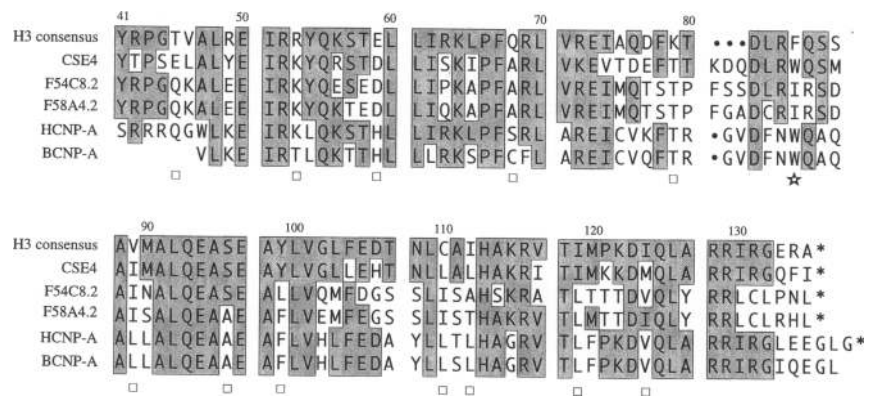 41 50 60 70 80
H3 consensus YRPGTVALRE IRRYQKSTEL LIRKLPFQRL VREIAQDFKT •••DLRFQSS
CSE4 YTPSELALYE IRKYQRSTDL LISKIPFARL VKEVTDEFTT KDQDLRWQSM
F54C8.2 YRPGQKALEE IRKYQESEDL LIPKAPFARL VREIMQTSTP FSSDLRIRSD
F58A4.2 YRPGQKALEE IRKYQKTEDL LIQKAPFARL VREIMQTSTP FGADCRIRSD
HCNP-A SRRRQGWLKE IRKLQKSTHL LIRKLPFSRL AREICVKFTR •GVDFNWQAQ
BCNP-A VLKE IRTLQKTTHL LLRKSPFCFL AREICVQFTR •GVDFNWQAQ
□ □ □ □ □ ☆
90 100 110 120 130
H3 consensus AVMALQEASE AYLVGLFEDT NLCAIHAKRV TIMPKDIQLA RRIRGERA*
CSE4 AIMALQEASE AYLVGLLEHT NLLALHAKRI TIMKKDMQLA RRIRGQFI*
F54C8.2 AINALQEASE ALLVQMFDGS SLISAHSKRA TLTTTDVQLY RRLCLPNL*
F58A4.2 AISALQEAAE AFLVEMFEGS SLISTHAKRV TLMTTDIQLY RRLCLRHL*
HCNP-A ALLALQEAAE AFLVHLFEDA YLLTLHAGRV TLFPKDVQLA RRIRGLEEGLG*
BCNP-A ALLALQEAAE AFLVHLFEDA YLLSLHAGRV TLFPKDVQLA RRIRGIQEGL
□ □ □ □ □ □ □